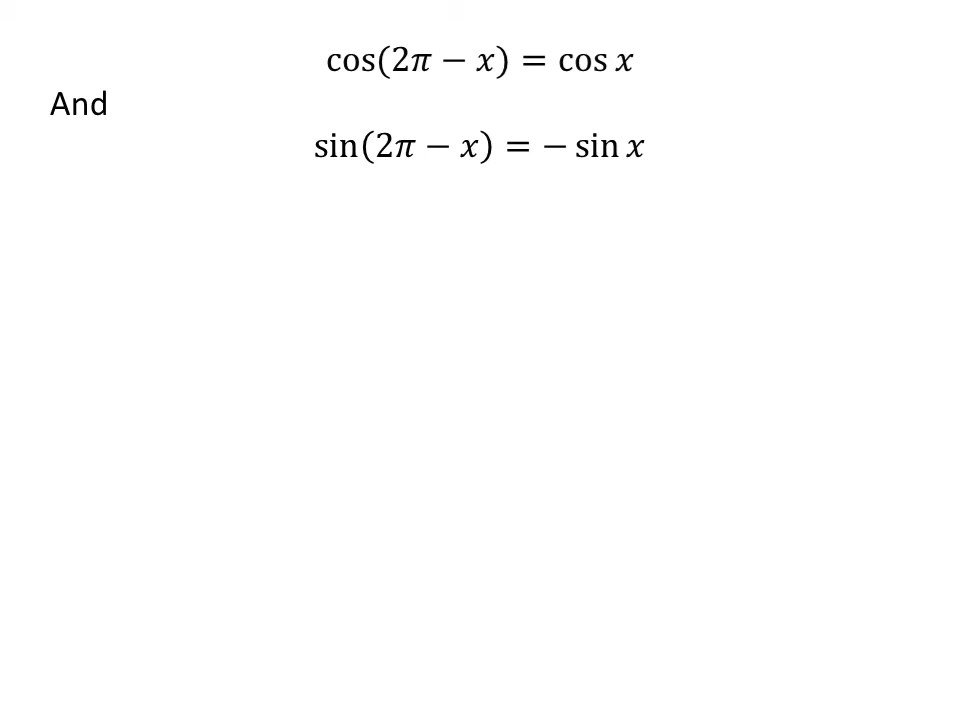 cos(2π − x) = cos x
And
sin(2π − x) = − sin x